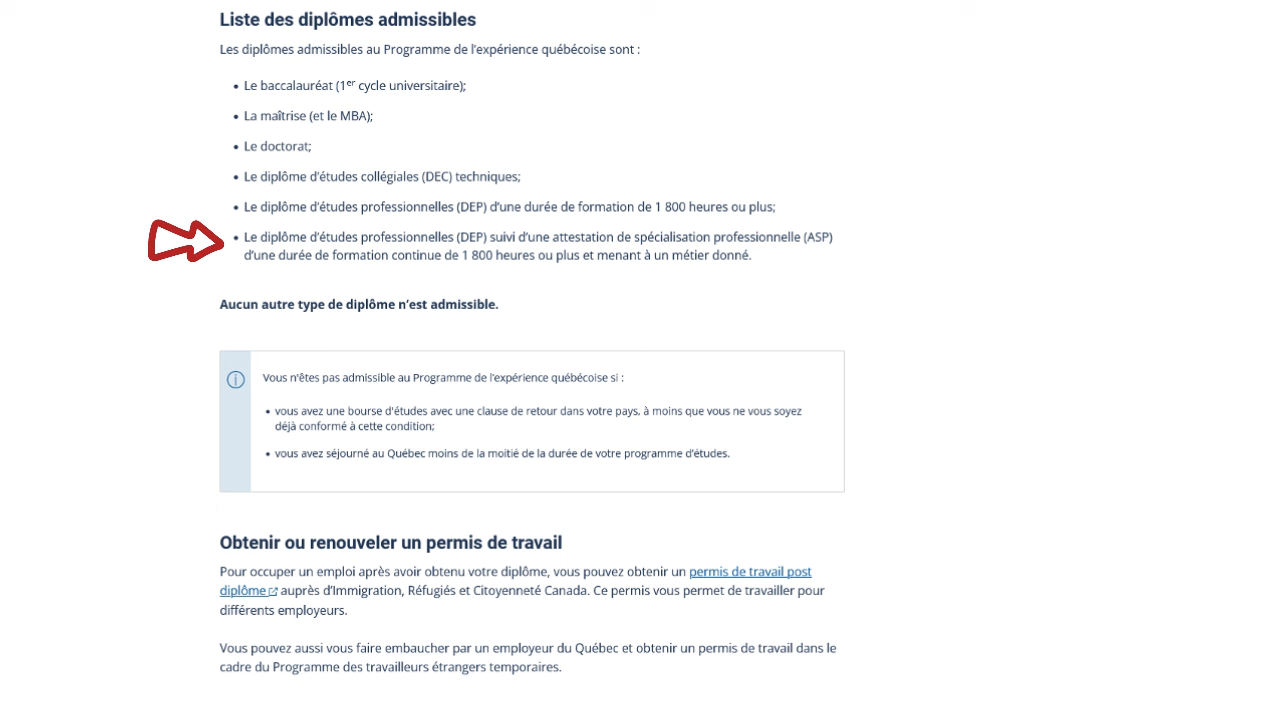 Liste des diplômes admissibles
Les diplômes admissibles au Programme de l'expérience québécoise sont :
• Le baccalauréat (1er cycle universitaire);
• La maîtrise (et le MBA);
• Le doctorat;
• Le diplôme d'études collégiales (DEC) techniques;
• Le diplôme d'études professionnelles (DEP) d'une durée de formation de 1 800 heures ou plus;
• Le diplôme d'études professionnelles (DEP) suivi d'une attestation de spécialisation professionnelle (ASP)
d'une durée de formation continue de 1 800 heures ou plus et menant à un métier donné.
Aucun autre type de diplôme n'est admissible.
Vous n'êtes pas admissible au Programme de l'expérience québécoise si :
• vous avez une bourse d'études avec une clause de retour dans votre pays, à moins que vous ne vous soyez
déjà conformé à cette condition;
• vous avez séjourné au Québec moins de la moitié de la durée de votre programme d'études.
Obtenir ou renouveler un permis de travail
Pour occuper un emploi après avoir obtenu votre diplôme, vous pouvez obtenir un permis de travail post
diplôme auprès d'Immigration, Réfugiés et Citoyenneté Canada. Ce permis vous permet de travailler pour
différents employeurs.
Vous pouvez aussi vous faire embaucher par un employeur du Québec et obtenir un permis de travail dans le
cadre du Programme des travailleurs étrangers temporaires.